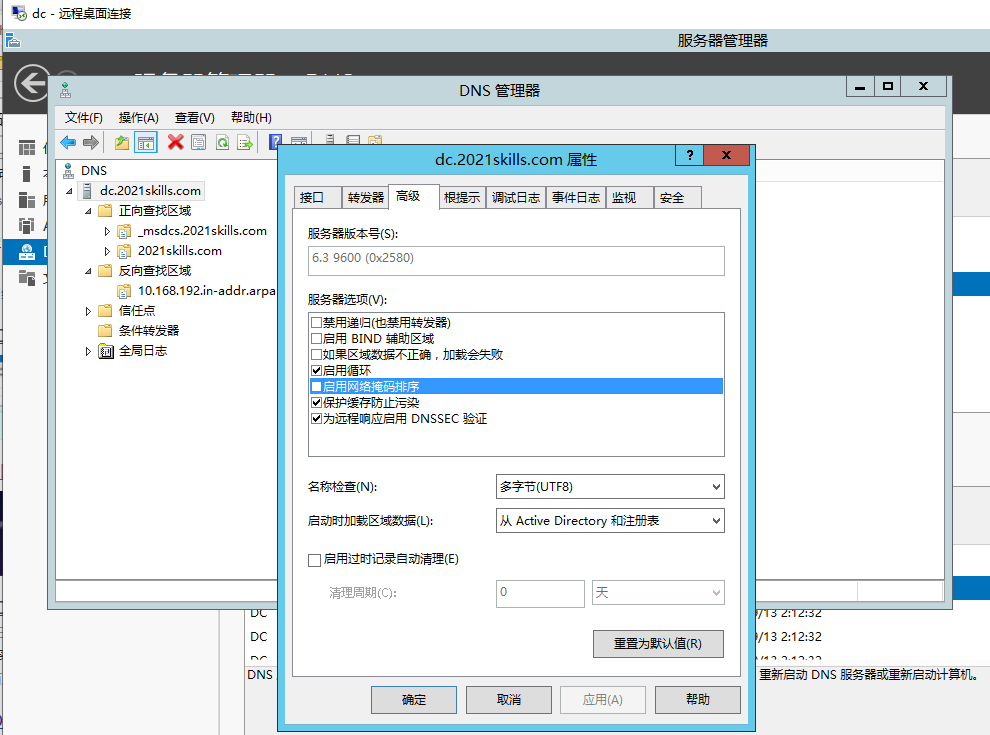 dc - 远程桌面连接
服务器管理器
DNS 管理器
文件(F) 操作(A) 查看(V) 帮助(H)
DNS
dc.2021skills.com
正向查找区域
_msdcs.2021skills.com
2021skills.com
反向查找区域
10.168.192.in-addr.arpa
信任点
条件转发器
全局日志
dc.2021skills.com 属性
接口 转发器 高级 根提示 调试日志 事件日志 监视 安全
服务器版本号(S):
6.3 9600 (0x2580)
服务器选项(V):
禁用递归(也禁用转发器)
启用 BIND 辅助区域
如果区域数据不正确，加载会失败
启用循环
启用网络掩码排序
保护缓存防止污染
为远程响应启用 DNSSEC 验证
名称检查(N): 多字节(UTF8)
启动时加载区域数据(L): 从 Active Directory 和注册表
启用过时记录自动清理(E)
清理周期(C): 0 天
重置为默认值(R)
确定 取消 应用(A) 帮助
DC /13 2:12:32
DC /13 2:12:32
DNS 重新启动 DNS 服务器或重新启动计算机。